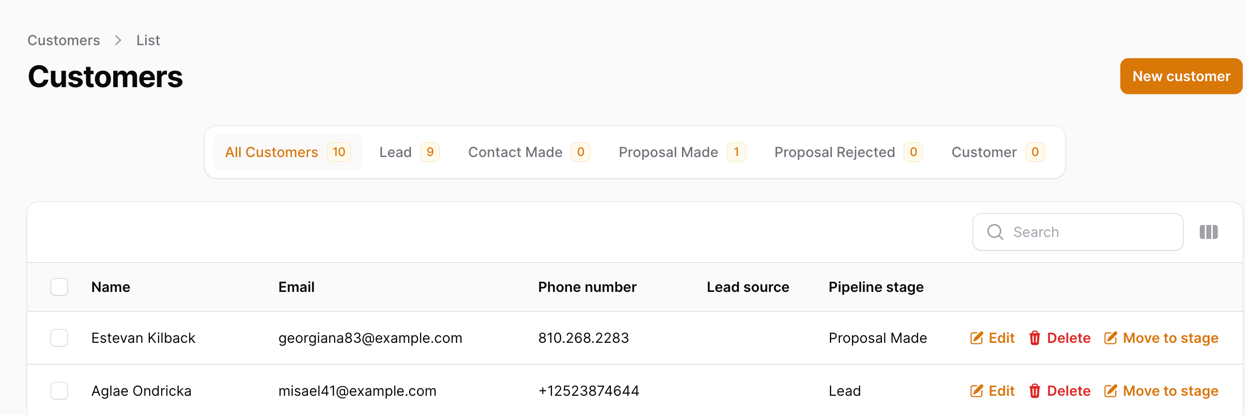 Customers > List
Customers
New customer
All Customers 10 Lead 9 Contact Made 0 Proposal Made 1 Proposal Rejected 0 Customer 0
Search
Name Email Phone number Lead source Pipeline stage
Estevan Kilback georgiana83@example.com 810.268.2283 Proposal Made Edit Delete Move to stage
Aglae Ondricka misael41@example.com +12523874644 Lead Edit Delete Move to stage